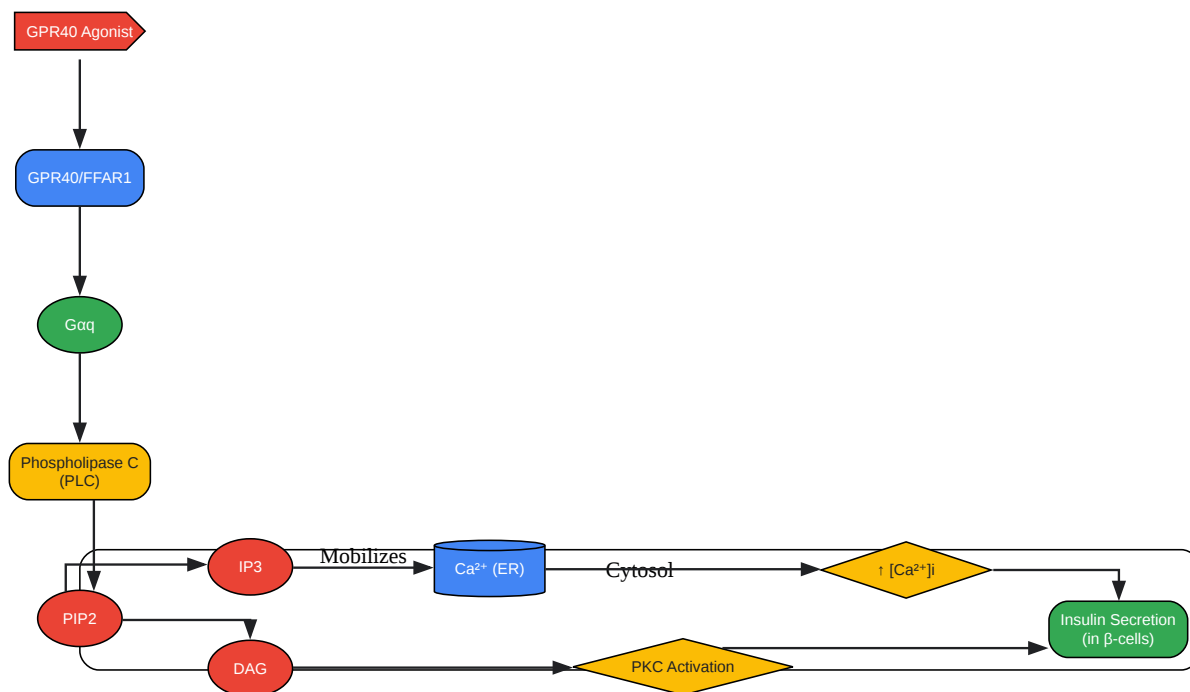 GPR40 Agonist
GPR40/FFAR1
Gαq
Phospholipase C
(PLC)
IP3
Mobilizes
Ca²⁺ (ER)
Cytosol
↑ [Ca²⁺]i
PIP2
Insulin Secretion
(in β-cells)
DAG
PKC Activation